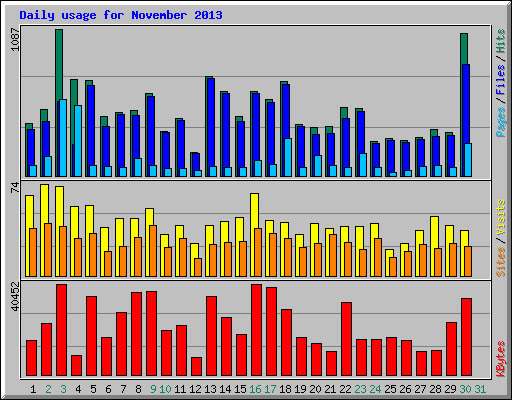 Daily usage for November 2013
1087
Pages / Files / Hits
74
Sites / Visits
40452
KBytes
1 2 3 4 5 6 7 8 9 10 11 12 13 14 15 16 17 18 19 20 21 22 23 24 25 26 27 28 29 30 31